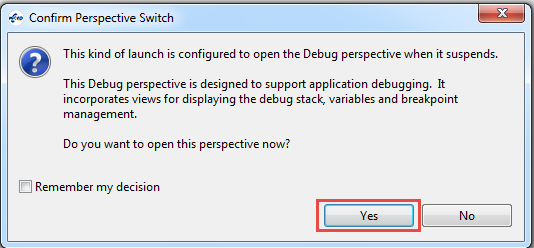 Confirm Perspective Switch
This kind of launch is configured to open the Debug perspective when it suspends.
This Debug perspective is designed to support application debugging.  It
incorporates views for displaying the debug stack, variables and breakpoint
management.
Do you want to open this perspective now?
Remember my decision
Yes
No